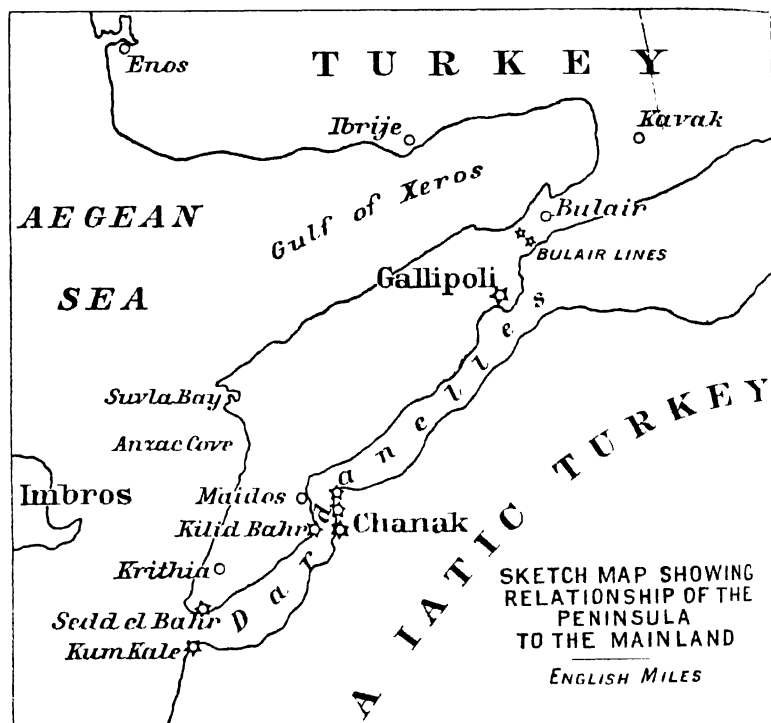 Enos
TURKEY
Ibrije
Kavak
AEGEAN
SEA
Gulf of Xeros
Bulair
BULAIR LINES
Gallipoli
Dardanelles
Suvla Bay
Anzac Cove
Imbros
Maidos
Kilid Bahr
Chanak
Krithia
Sedd el Bahr
Kum Kale
A IATIC TURKEY
SKETCH MAP SHOWING
RELATIONSHIP OF THE
PENINSULA
TO THE MAINLAND
ENGLISH MILES